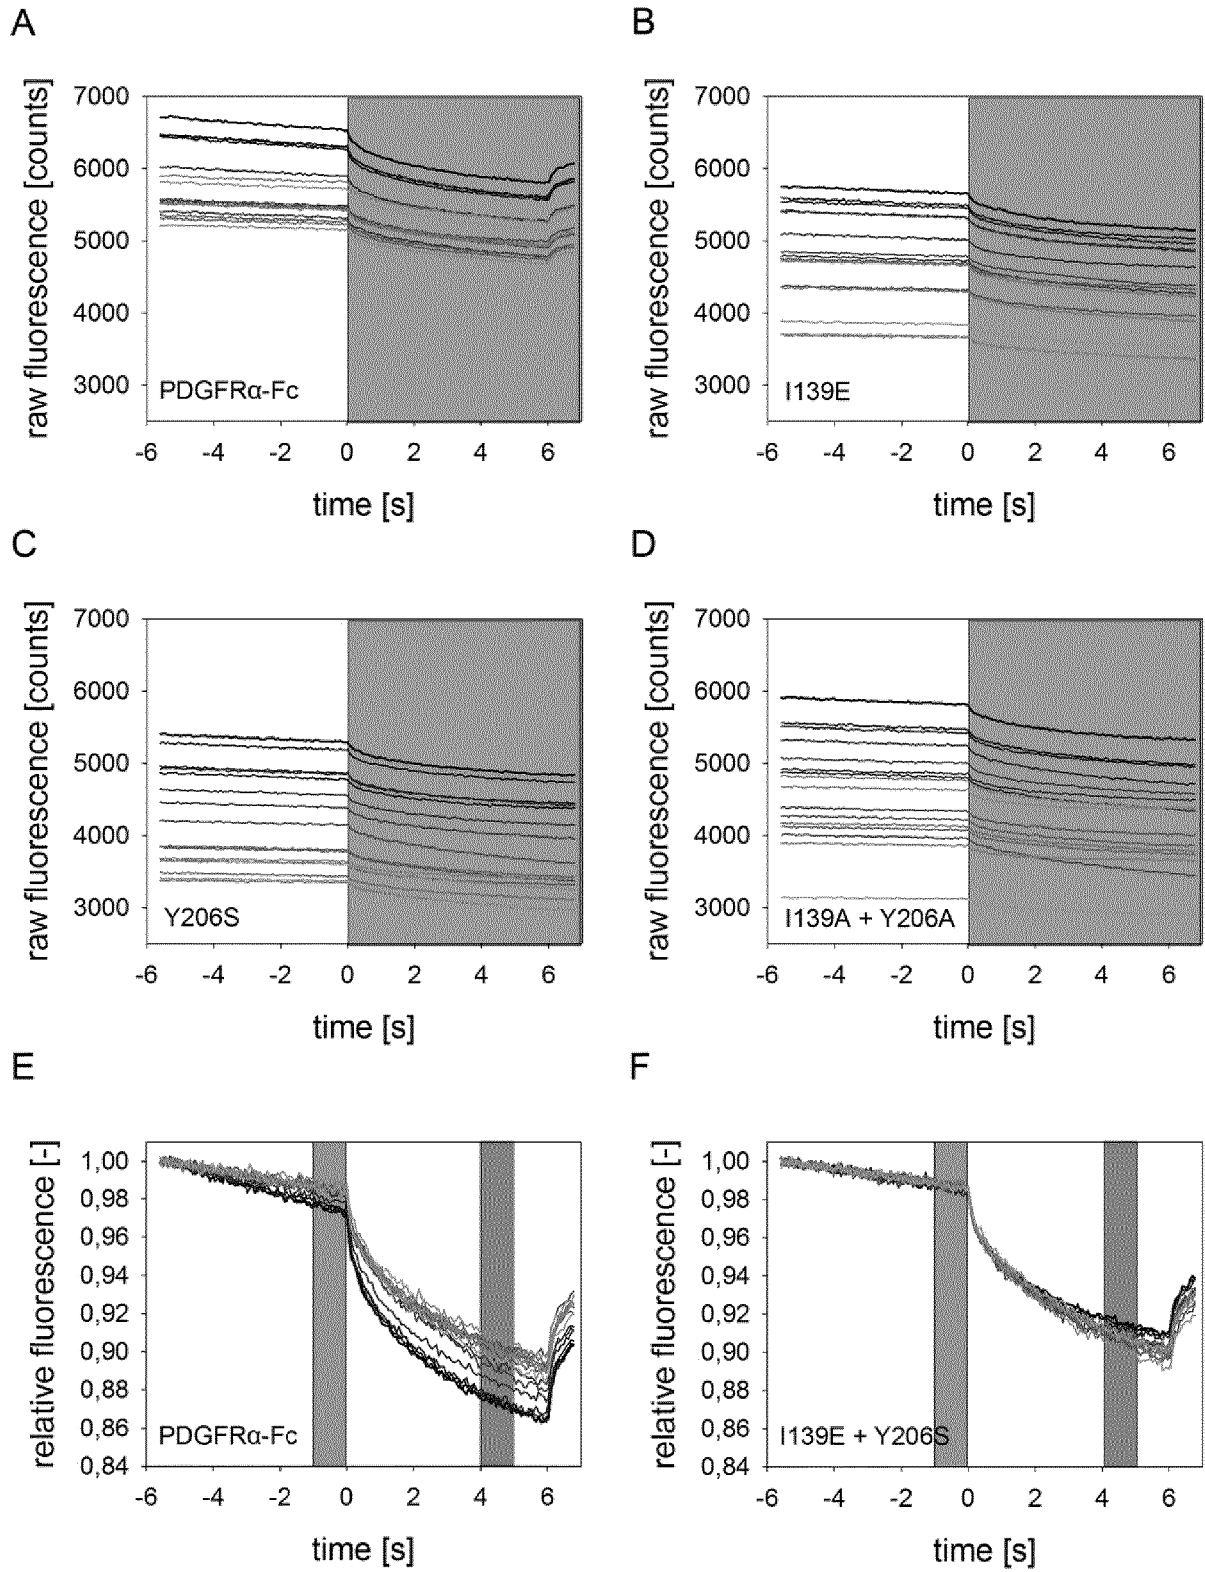 A
B
raw fluorescence [counts]
7000
6000
5000
4000
3000
PDGFRα-Fc
-6 -4 -2 0 2 4 6
time [s]
raw fluorescence [counts]
7000
6000
5000
4000
3000
I139E
-6 -4 -2 0 2 4 6
time [s]
C
D
raw fluorescence [counts]
7000
6000
5000
4000
3000
Y206S
-6 -4 -2 0 2 4 6
time [s]
raw fluorescence [counts]
7000
6000
5000
4000
3000
I139A + Y206A
-6 -4 -2 0 2 4 6
time [s]
E
F
relative fluorescence [-]
1,00
0,98
0,96
0,94
0,92
0,90
0,88
0,86
0,84
PDGFRα-Fc
-6 -4 -2 0 2 4 6
time [s]
relative fluorescence [-]
1,00
0,98
0,96
0,94
0,92
0,90
0,88
0,86
0,84
I139E + Y206S
-6 -4 -2 0 2 4 6
time [s]